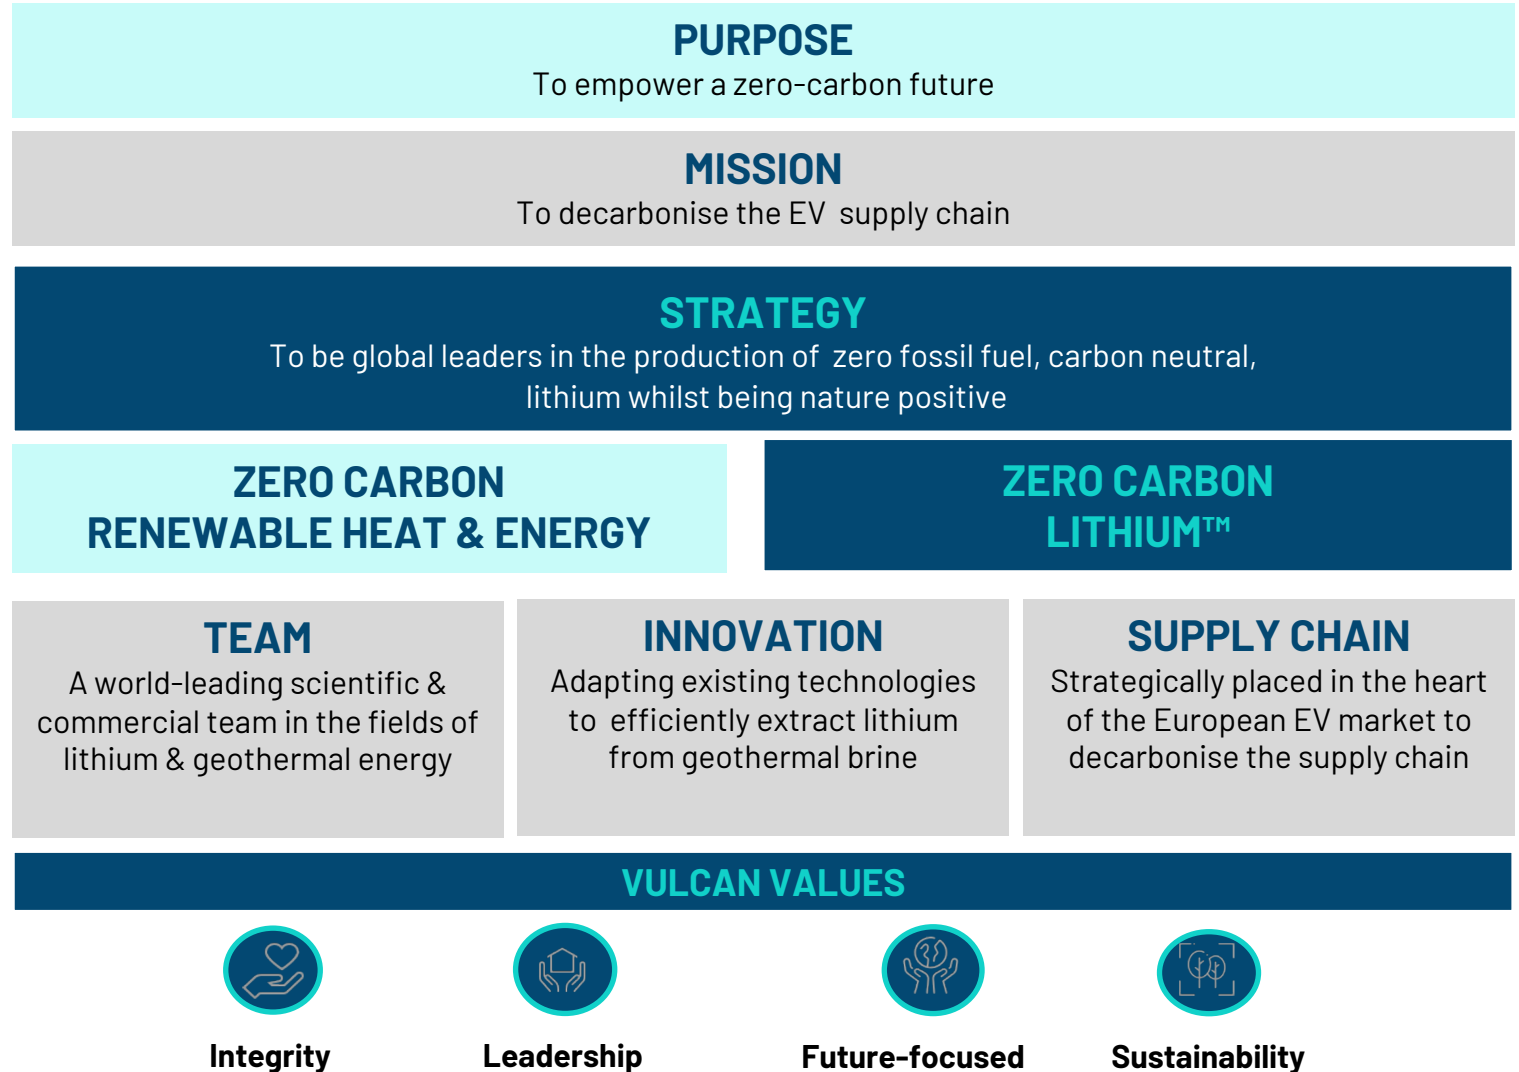 PURPOSE
To empower a zero-carbon future
MISSION
To decarbonise the EV supply chain
STRATEGY
To be global leaders in the production of zero fossil fuel, carbon neutral,
lithium whilst being nature positive
ZERO CARBON
RENEWABLE HEAT & ENERGY
ZERO CARBON
LITHIUM™
TEAM
A world-leading scientific &
commercial team in the fields of
lithium & geothermal energy
INNOVATION
Adapting existing technologies
to efficiently extract lithium
from geothermal brine
SUPPLY CHAIN
Strategically placed in the heart
of the European EV market to
decarbonise the supply chain
VULCAN VALUES
Integrity
Leadership
Future-focused
Sustainability